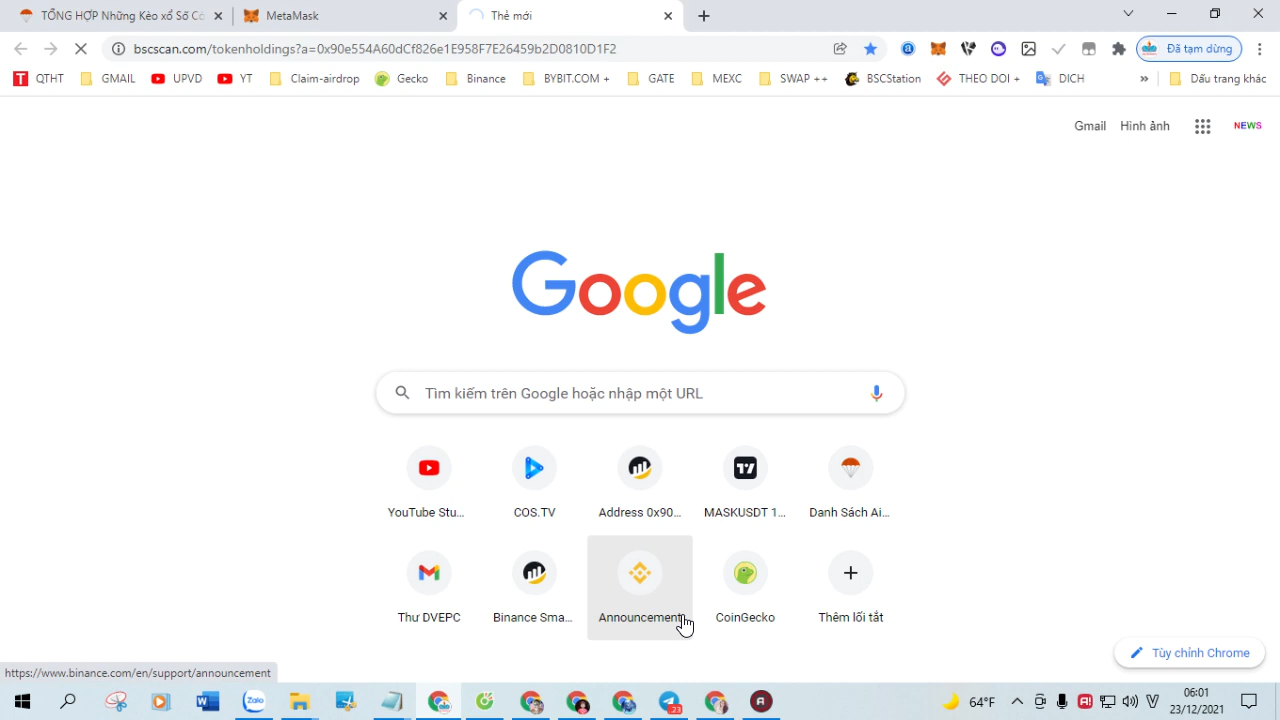 TỔNG HỢP Những Kèo xổ Số Có
MetaMask
Thẻ mới
bscscan.com/tokenholdings?a=0x90e554A60dCf826e1E958F7E26459b2D0810D1F2
Đã tạm dừng
QTHT
GMAIL
UPVD
YT
Claim-airdrop
Gecko
Binance
BYBIT.COM +
GATE
MEXC
SWAP ++
BSCStation
THEO DOI +
DICH
»
Dấu trang khác
Gmail
Hình ảnh
NEWS
Google
Tìm kiếm trên Google hoặc nhập một URL
YouTube Stu...
COS.TV
Address 0x90...
MASKUSDT 1...
Danh Sách Ai...
Thư DVEPC
Binance Sma...
Announcement
CoinGecko
Thêm lối tắt
Tùy chỉnh Chrome
https://www.binance.com/en/support/announcement
Zalo
23
64°F
06:01
23/12/2021